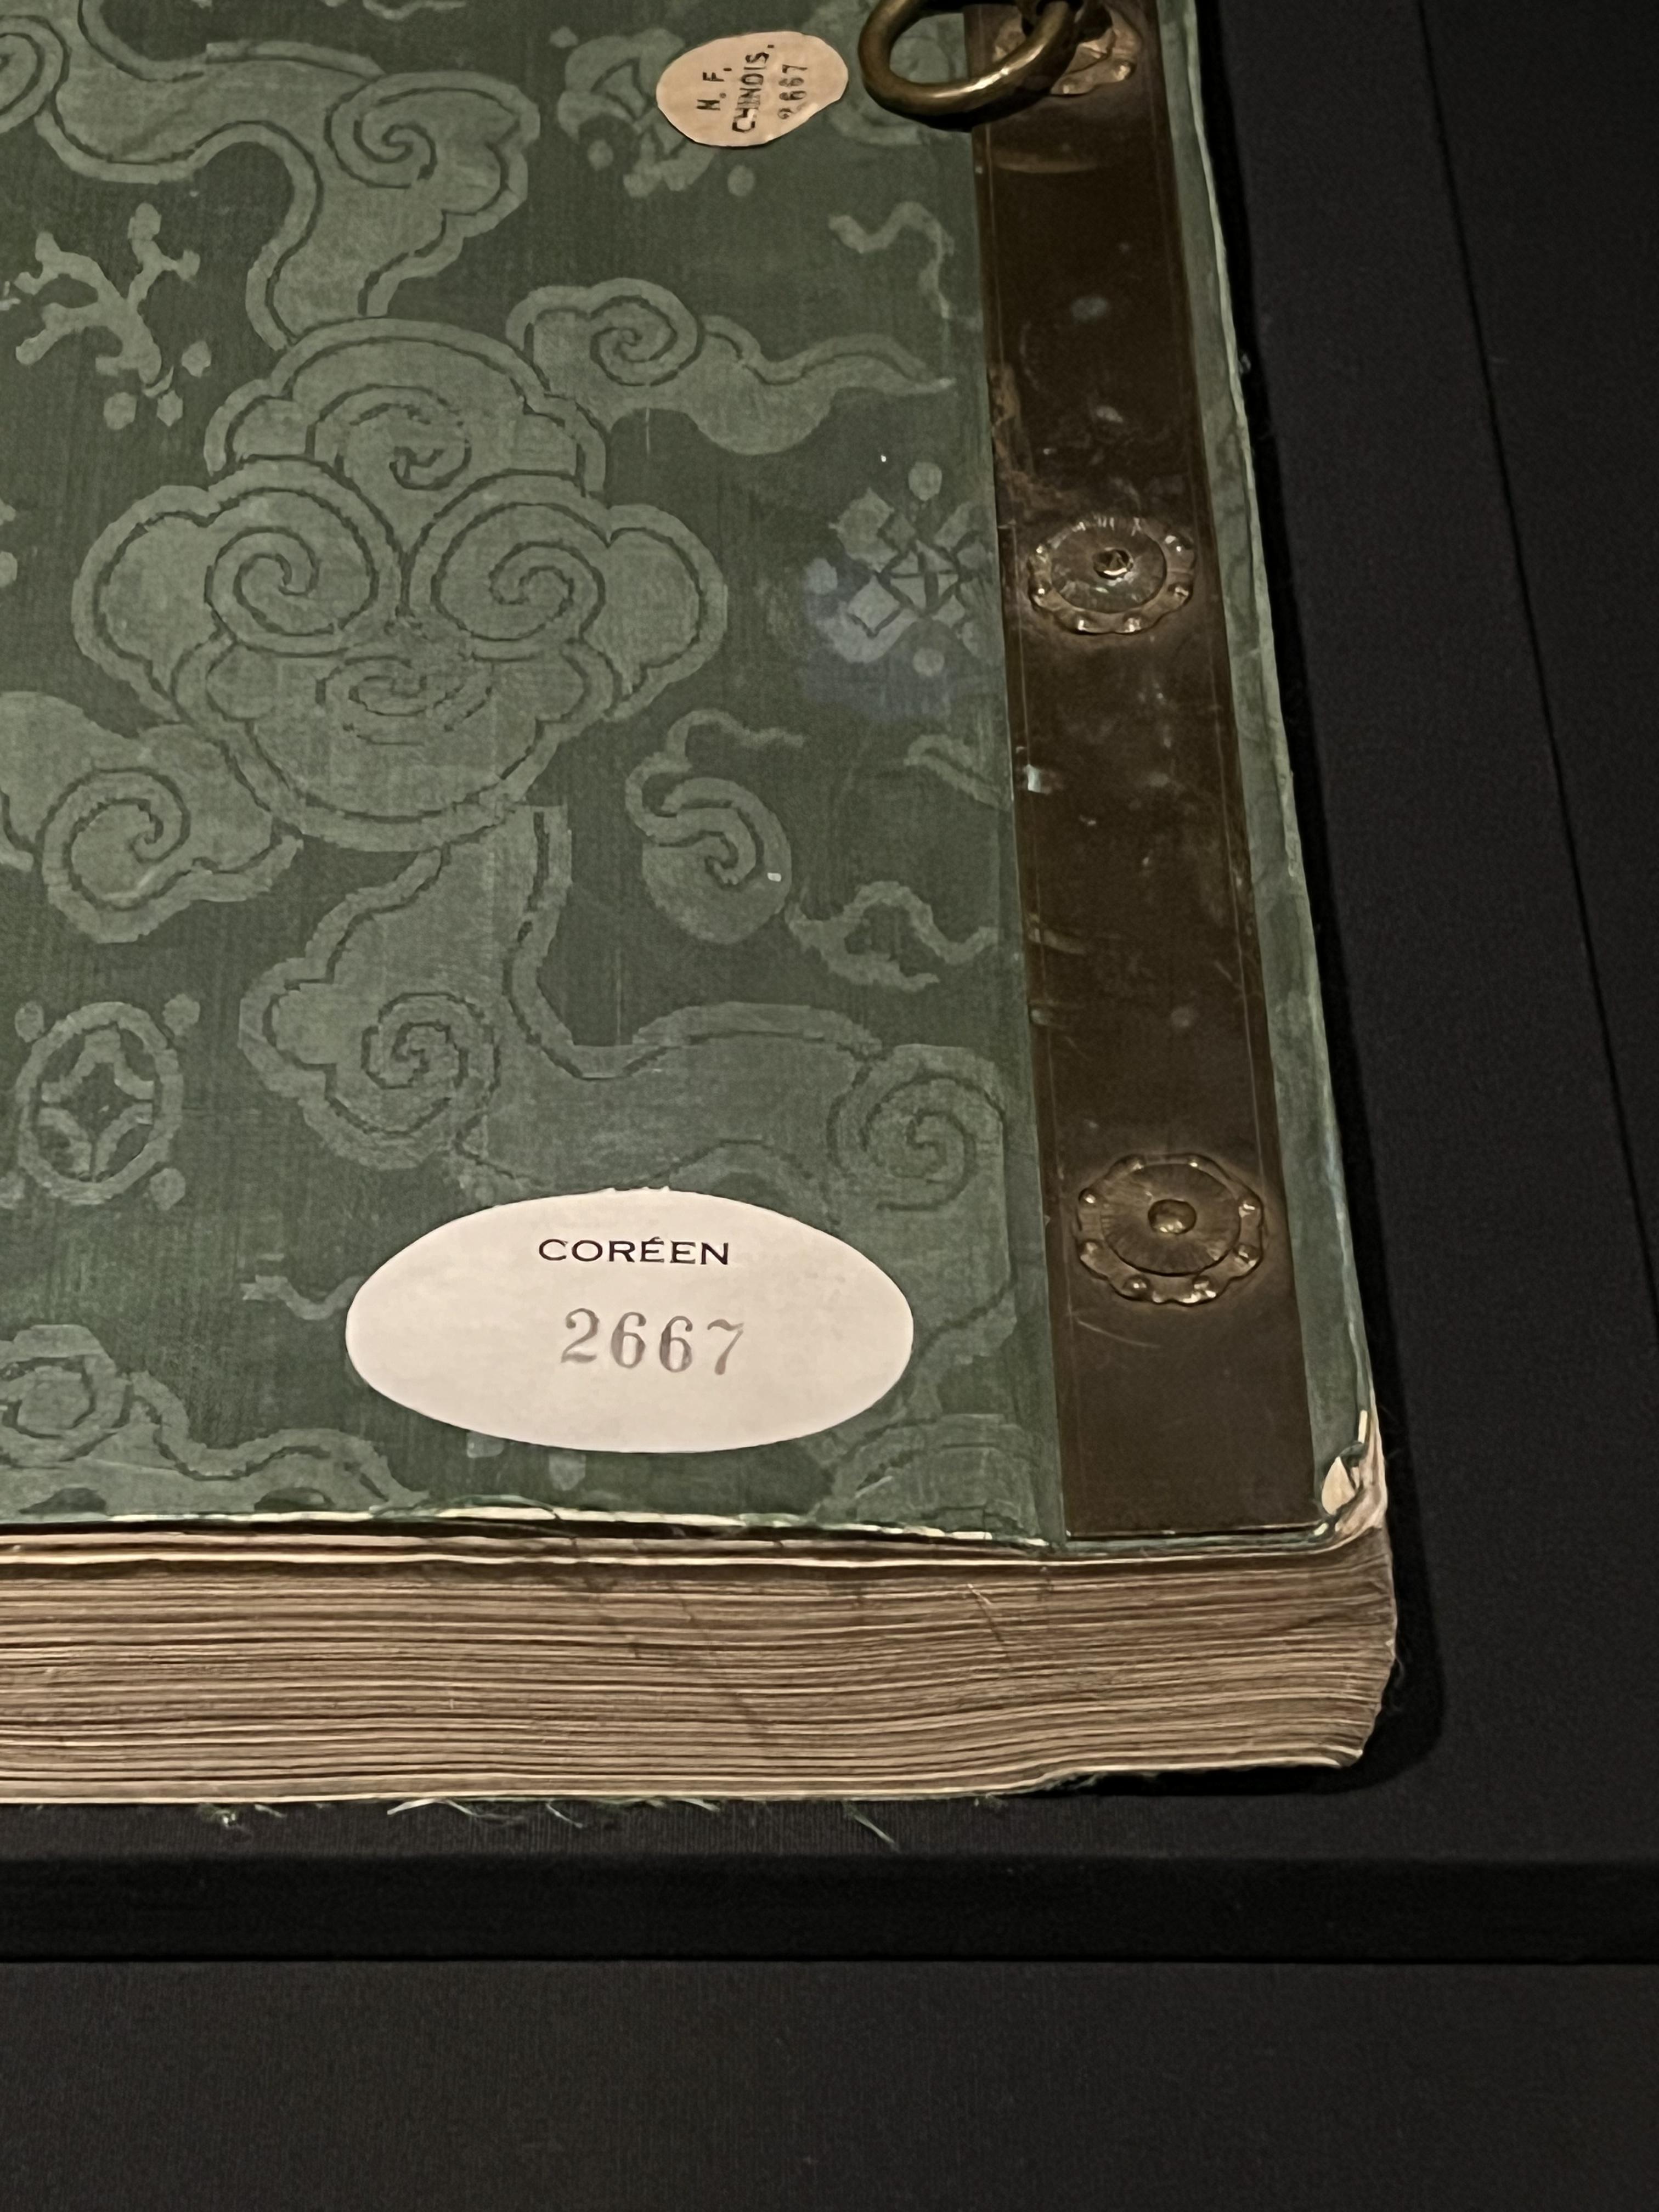 N. F.
CHINOIS.
2667
CORÉEN
2667